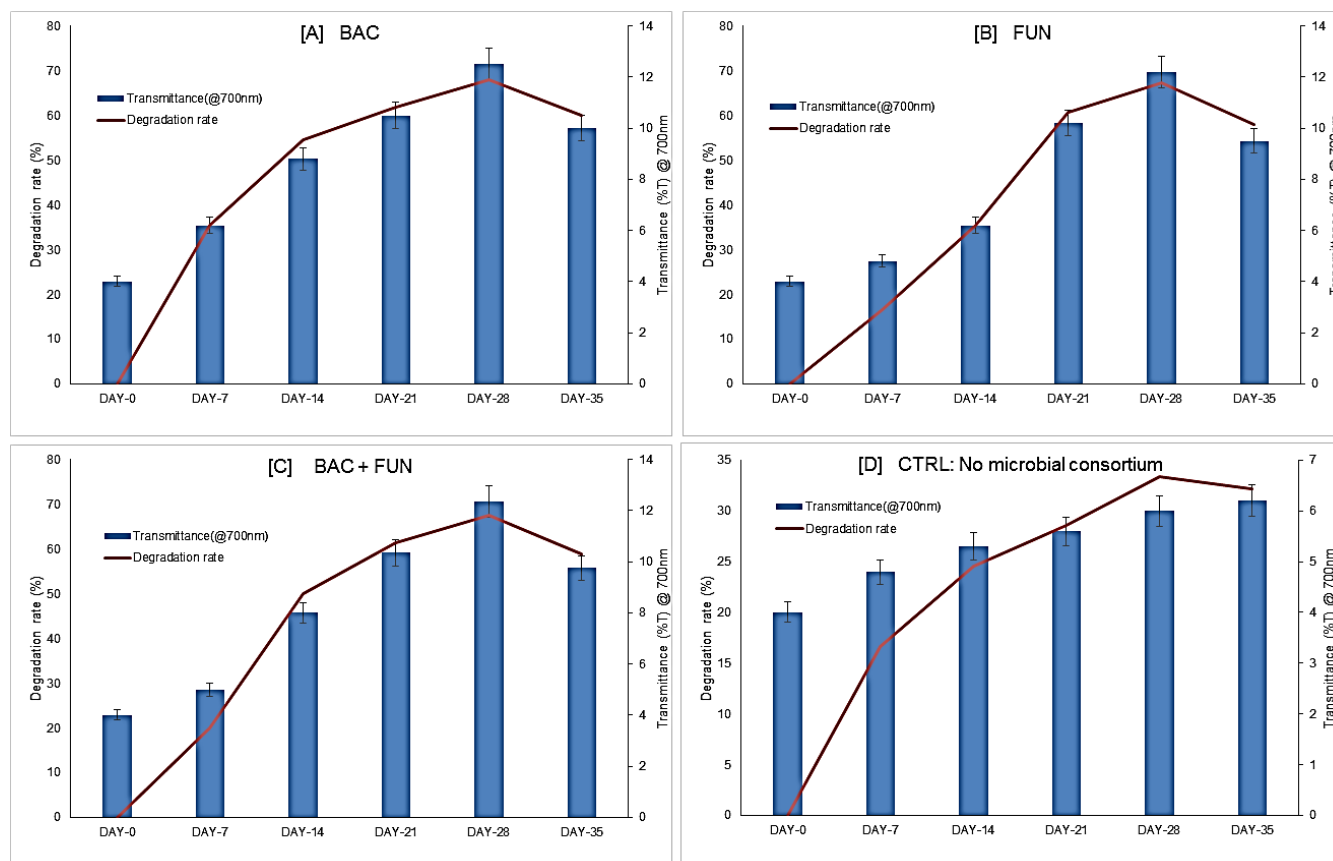 [A] BAC
80
70
60
50
40
30
20
10
0
Degradation rate (%)
Transmittance(@700nm)
Degradation rate
14
12
10
8
6
4
2
0
Transmittance (%T) @ 700nm
DAY-0 DAY-7 DAY-14 DAY-21 DAY-28 DAY-35
[B] FUN
80
70
60
50
40
30
20
10
0
Degradation rate (%)
Transmittance(@700nm)
Degradation rate
14
12
10
8
6
4
2
0
Transmittance (%T) @ 700nm
DAY-0 DAY-7 DAY-14 DAY-21 DAY-28 DAY-35
[C] BAC + FUN
80
70
60
50
40
30
20
10
0
Degradation rate (%)
Transmittance(@700nm)
Degradation rate
14
12
10
8
6
4
2
0
Transmittance (%T) @ 700nm
DAY-0 DAY-7 DAY-14 DAY-21 DAY-28 DAY-35
[D] CTRL: No microbial consortium
35
30
25
20
15
10
5
0
Degradation rate (%)
Transmittance(@700nm)
Degradation rate
7
6
5
4
3
2
1
0
Transmittance (%T) @ 700nm
DAY-0 DAY-7 DAY-14 DAY-21 DAY-28 DAY-35